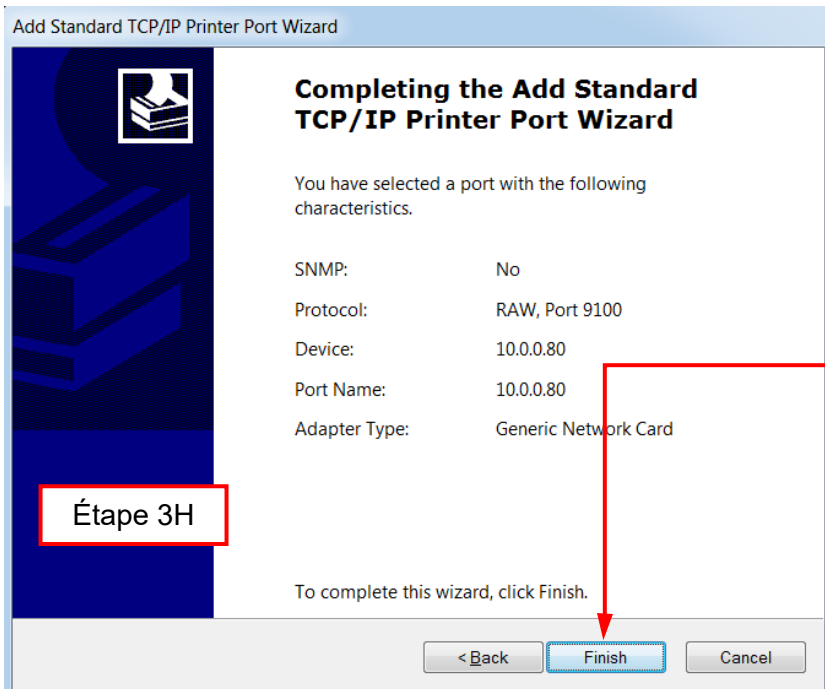 Add Standard TCP/IP Printer Port Wizard
Completing the Add Standard
TCP/IP Printer Port Wizard
You have selected a port with the following
characteristics.
SNMP: No
Protocol: RAW, Port 9100
Device: 10.0.0.80
Port Name: 10.0.0.80
Adapter Type: Generic Network Card
Étape 3H
To complete this wizard, click Finish.
< Back Finish Cancel